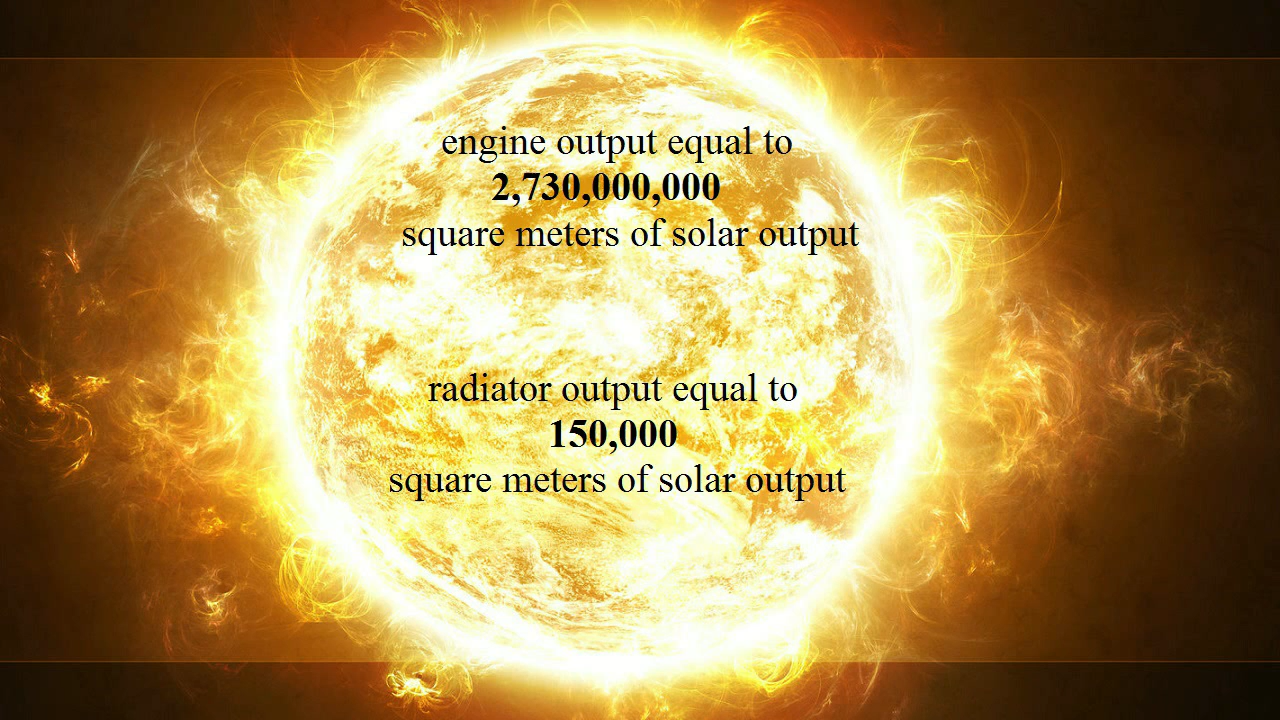 engine output equal to
2,730,000,000
square meters of solar output
radiator output equal to
150,000
square meters of solar output